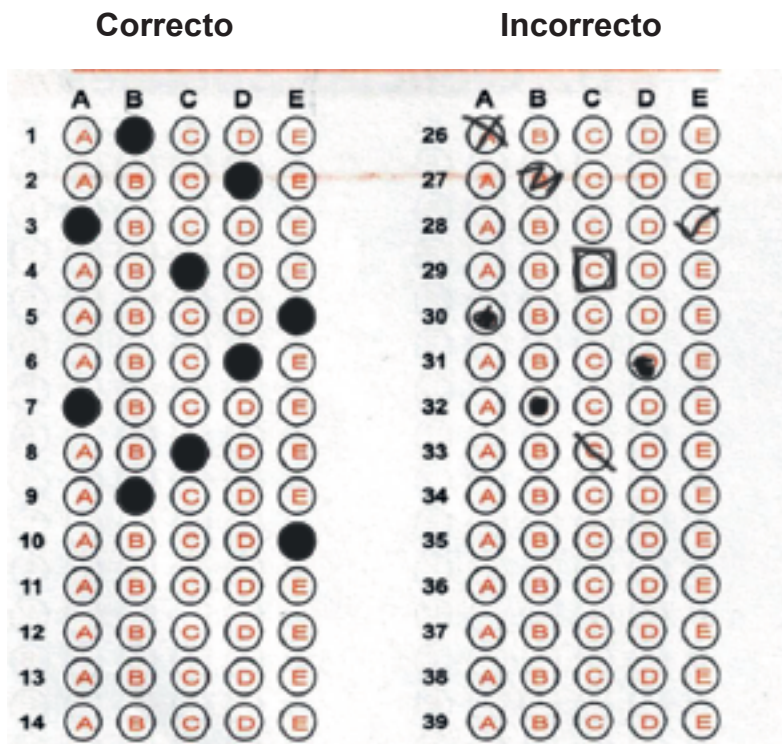 Correcto
A B C D E
1 A C D E
2 A B C E
3 B C D E
4 A B D E
5 A B C D
6 A B C E
7 B C D E
8 A B D E
9 A C D E
10 A B C D
11 A B C D E
12 A B C D E
13 A B C D E
14 A B C D E
Incorrecto
A B C D E
26 A B C D E
27 A B C D E
28 A B C D E
29 A B C D E
30 B C D E
31 A B C E
32 A C D E
33 A B C D E
34 A B C D E
35 A B C D E
36 A B C D E
37 A B C D E
38 A B C D E
39 A B C D E